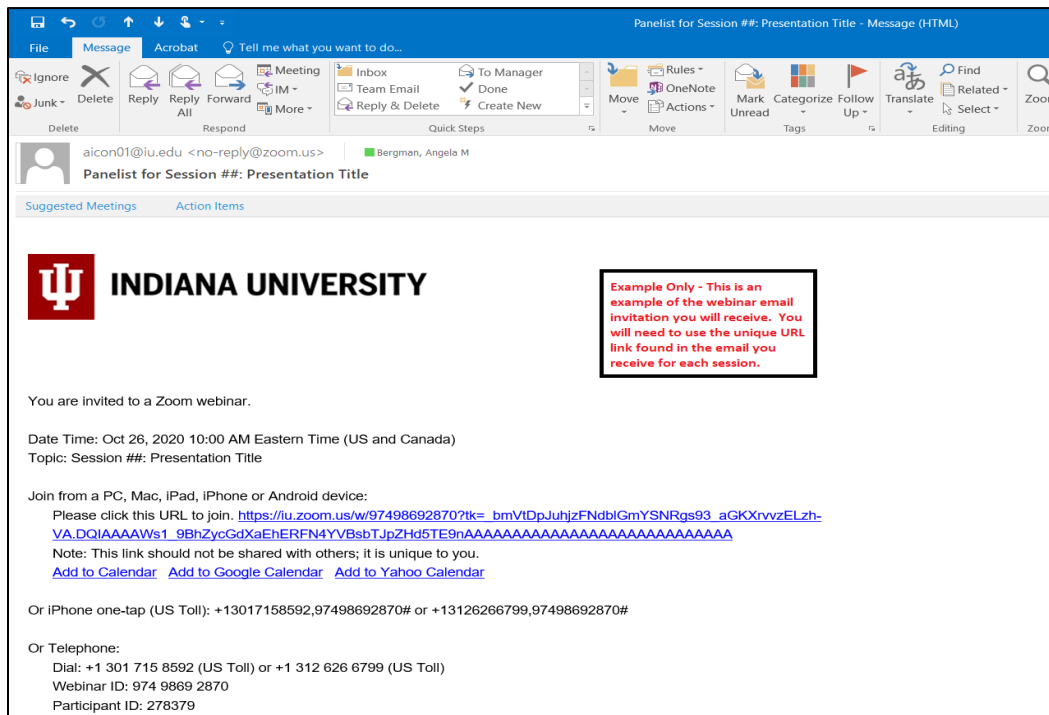 Panelist for Session ##: Presentation Title - Message (HTML)
File Message Acrobat Tell me what you want to do...
Ignore
Junk
Delete
Reply
Reply All
Forward
Meeting
IM
More
Inbox
Team Email
Reply & Delete
To Manager
Done
Create New
Move
Rules
OneNote
Actions
Mark Unread
Categorize
Follow Up
Translate
Find
Related
Select
Zoom
Delete Respond Quick Steps Move Tags Editing Zoom
aicon01@iu.edu <no-reply@zoom.us> Bergman, Angela M
Panelist for Session ##: Presentation Title
Suggested Meetings Action Items
INDIANA UNIVERSITY
Example Only - This is an
example of the webinar email
invitation you will receive. You
will need to use the unique URL
link found in the email you
receive for each session.
You are invited to a Zoom webinar.
Date Time: Oct 26, 2020 10:00 AM Eastern Time (US and Canada)
Topic: Session ##: Presentation Title
Join from a PC, Mac, iPad, iPhone or Android device:
Please click this URL to join. https://iu.zoom.us/w/97498692870?tk=_bmVtDpJuhjzFNdblGmYSNRgs93_aGKXrvvzELzh-
VA.DQIAAAAWs1_9BhZycGdXaEhERFN4YVBsbTJpZHd5TE9nAAAAAAAAAAAAAAAAAAAAAAAAAAAA
Note: This link should not be shared with others; it is unique to you.
Add to Calendar Add to Google Calendar Add to Yahoo Calendar
Or iPhone one-tap (US Toll): +13017158592,97498692870# or +13126266799,97498692870#
Or Telephone:
Dial: +1 301 715 8592 (US Toll) or +1 312 626 6799 (US Toll)
Webinar ID: 974 9869 2870
Participant ID: 278379